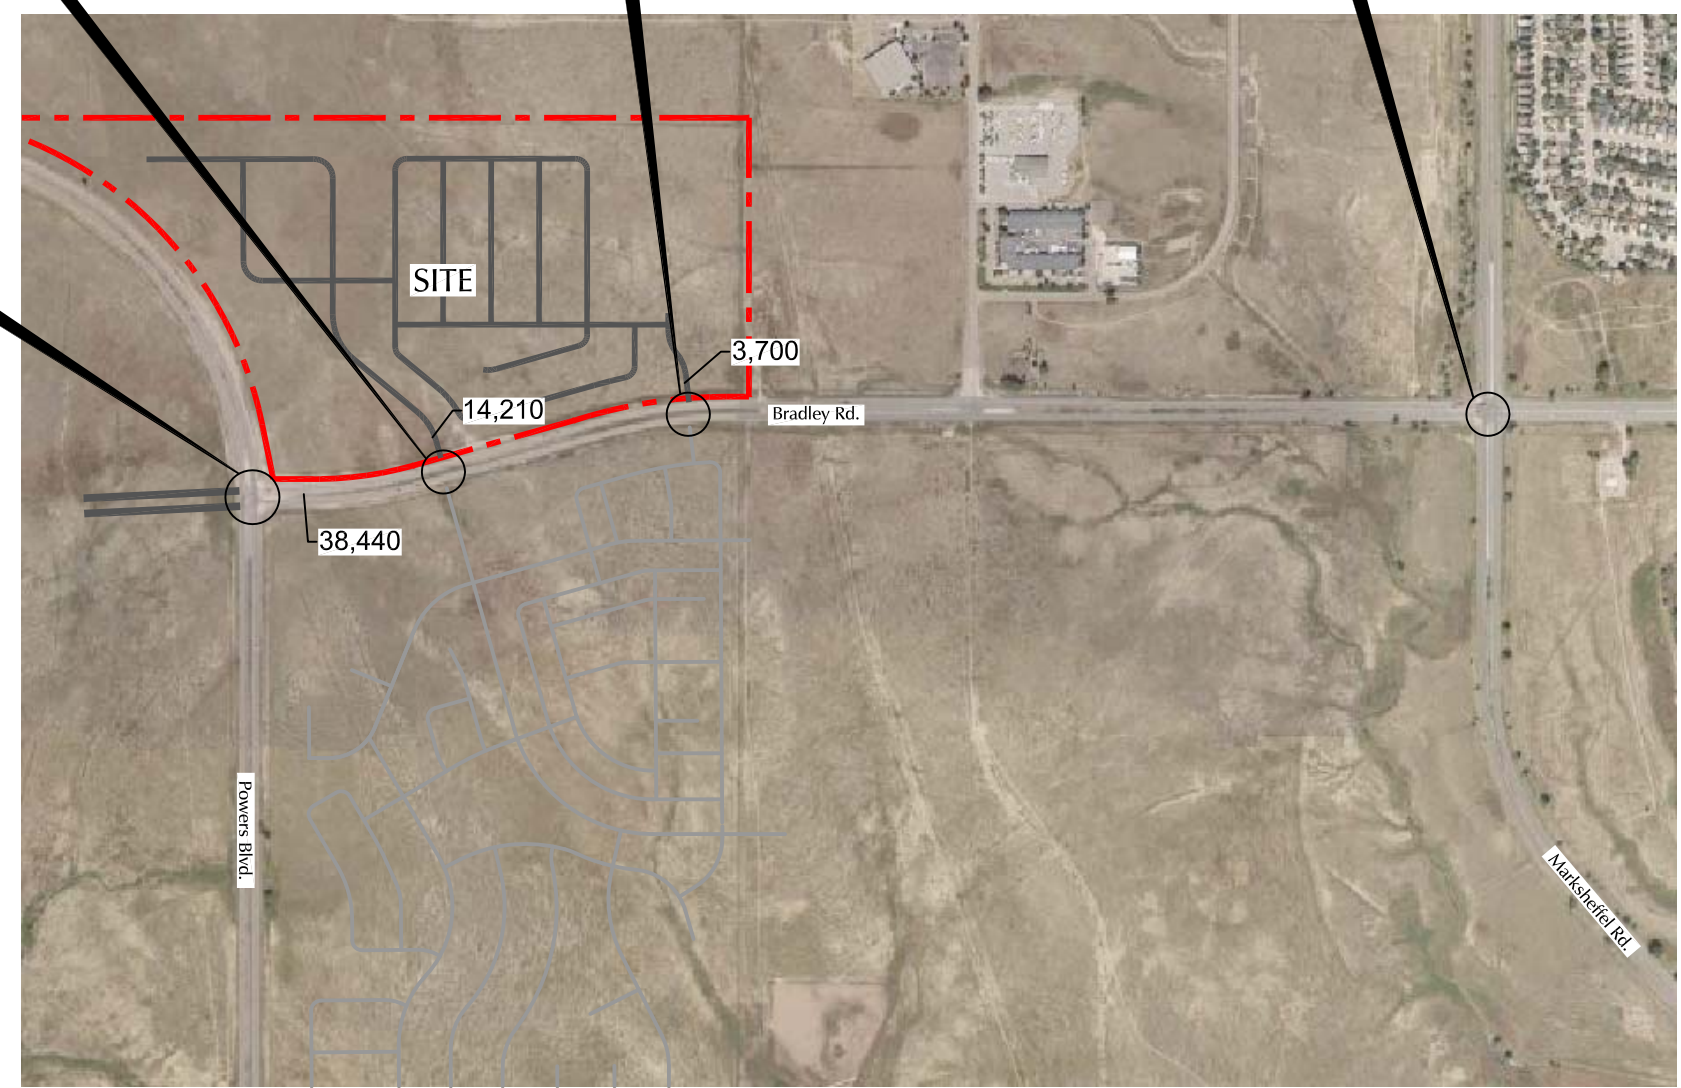 SITE
3,700
14,210
Bradley Rd.
38,440
Powers Blvd.
Marksheffel Rd.